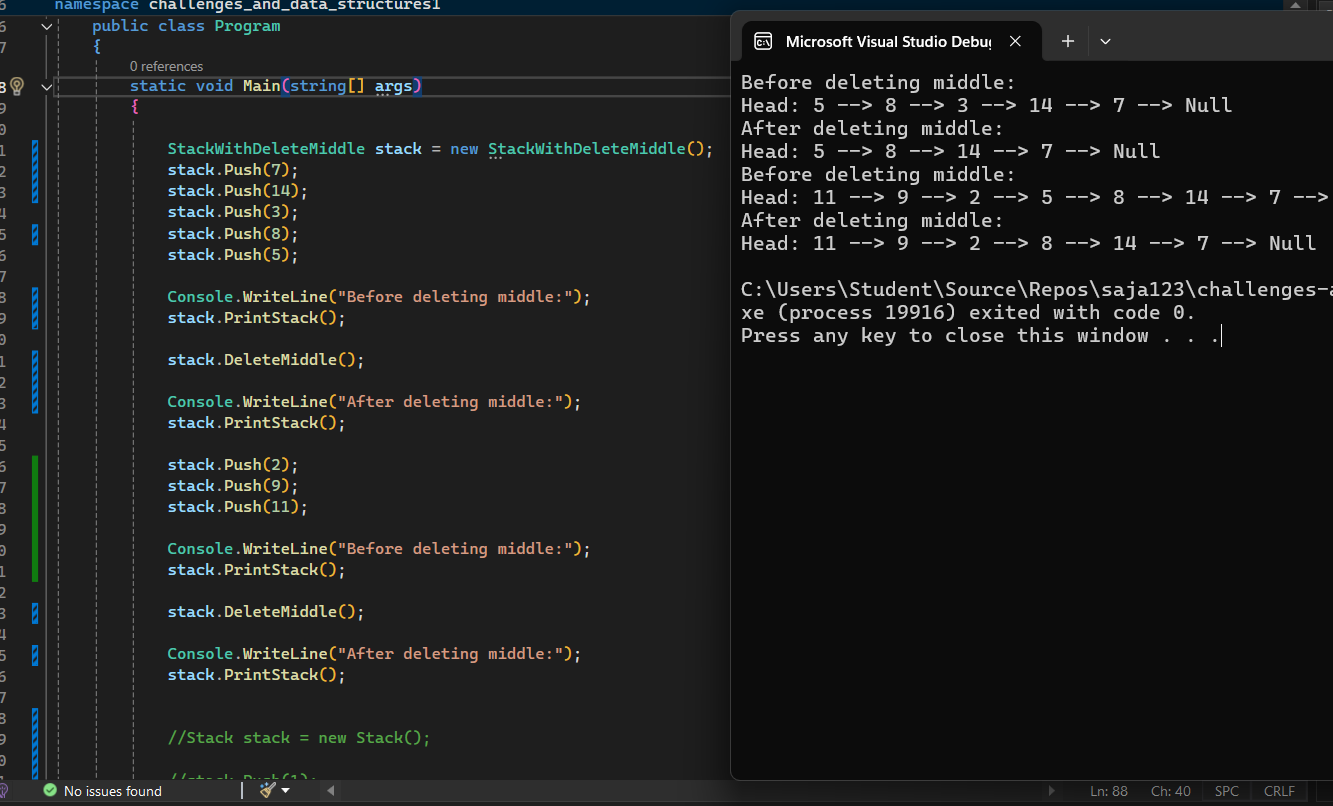 namespace challenges_and_data_structures1
public class Program
{
0 references
static void Main(string[] args)
{
StackWithDeleteMiddle stack = new StackWithDeleteMiddle();
stack.Push(7);
stack.Push(14);
stack.Push(3);
stack.Push(8);
stack.Push(5);
Console.WriteLine("Before deleting middle:");
stack.PrintStack();
stack.DeleteMiddle();
Console.WriteLine("After deleting middle:");
stack.PrintStack();
stack.Push(2);
stack.Push(9);
stack.Push(11);
Console.WriteLine("Before deleting middle:");
stack.PrintStack();
stack.DeleteMiddle();
Console.WriteLine("After deleting middle:");
stack.PrintStack();
//Stack stack = new Stack();
//stack.Push(1);
No issues found
Microsoft Visual Studio Debug
Before deleting middle:
Head: 5 --> 8 --> 3 --> 14 --> 7 --> Null
After deleting middle:
Head: 5 --> 8 --> 14 --> 7 --> Null
Before deleting middle:
Head: 11 --> 9 --> 2 --> 5 --> 8 --> 14 --> 7 -->
After deleting middle:
Head: 11 --> 9 --> 2 --> 8 --> 14 --> 7 --> Null
C:\Users\Student\Source\Repos\saja123\challenges-a
xe (process 19916) exited with code 0.
Press any key to close this window . . .
Ln: 88 Ch: 40 SPC CRLF